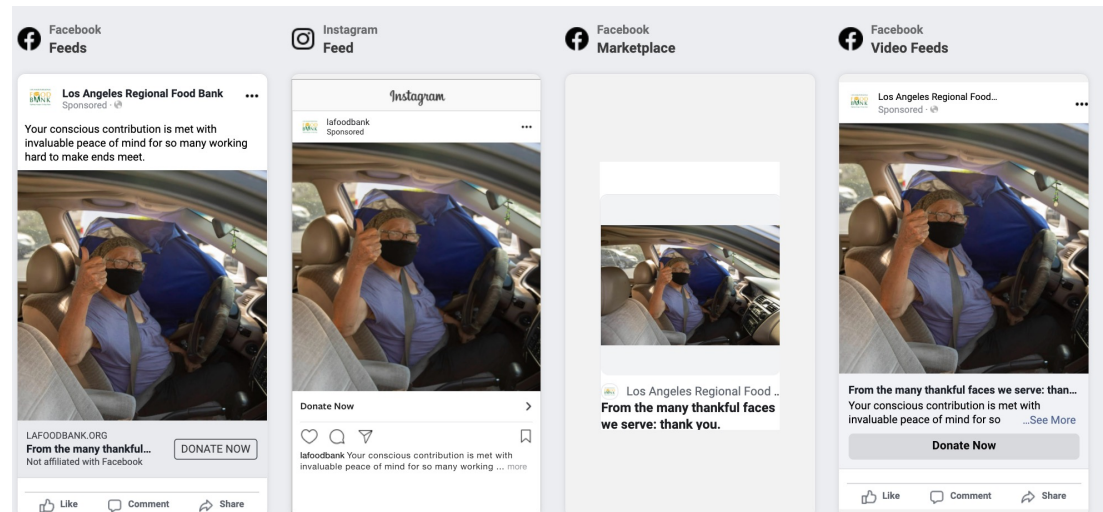 Facebook
Feeds
Los Angeles Regional Food Bank
Sponsored ·
Your conscious contribution is met with
invaluable peace of mind for so many working
hard to make ends meet.
LAFOODBANK.ORG
From the many thankful...
Not affiliated with Facebook
DONATE NOW
Like
Comment
Share
Instagram
Feed
Instagram
lafoodbank
Sponsored
Donate Now
lafoodbank Your conscious contribution is met with
invaluable peace of mind for so many working ... more
Facebook
Marketplace
Los Angeles Regional Food ..
From the many thankful faces
we serve: thank you.
Facebook
Video Feeds
Los Angeles Regional Food...
Sponsored ·
From the many thankful faces we serve: than...
Your conscious contribution is met with
invaluable peace of mind for so ...See More
Donate Now
Like
Comment
Share